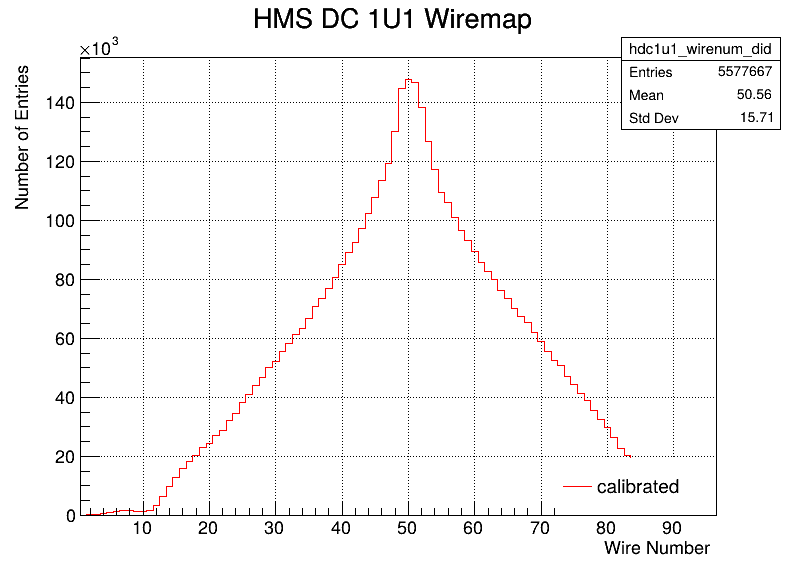 HMS DC 1U1 Wiremap
×10³
hdc1u1_wirenum_did
Entries 5577667
Mean 50.56
Std Dev 15.71
Number of Entries
140
120
100
80
60
40
20
0
calibrated
10 20 30 40 50 60 70 80 90
Wire Number